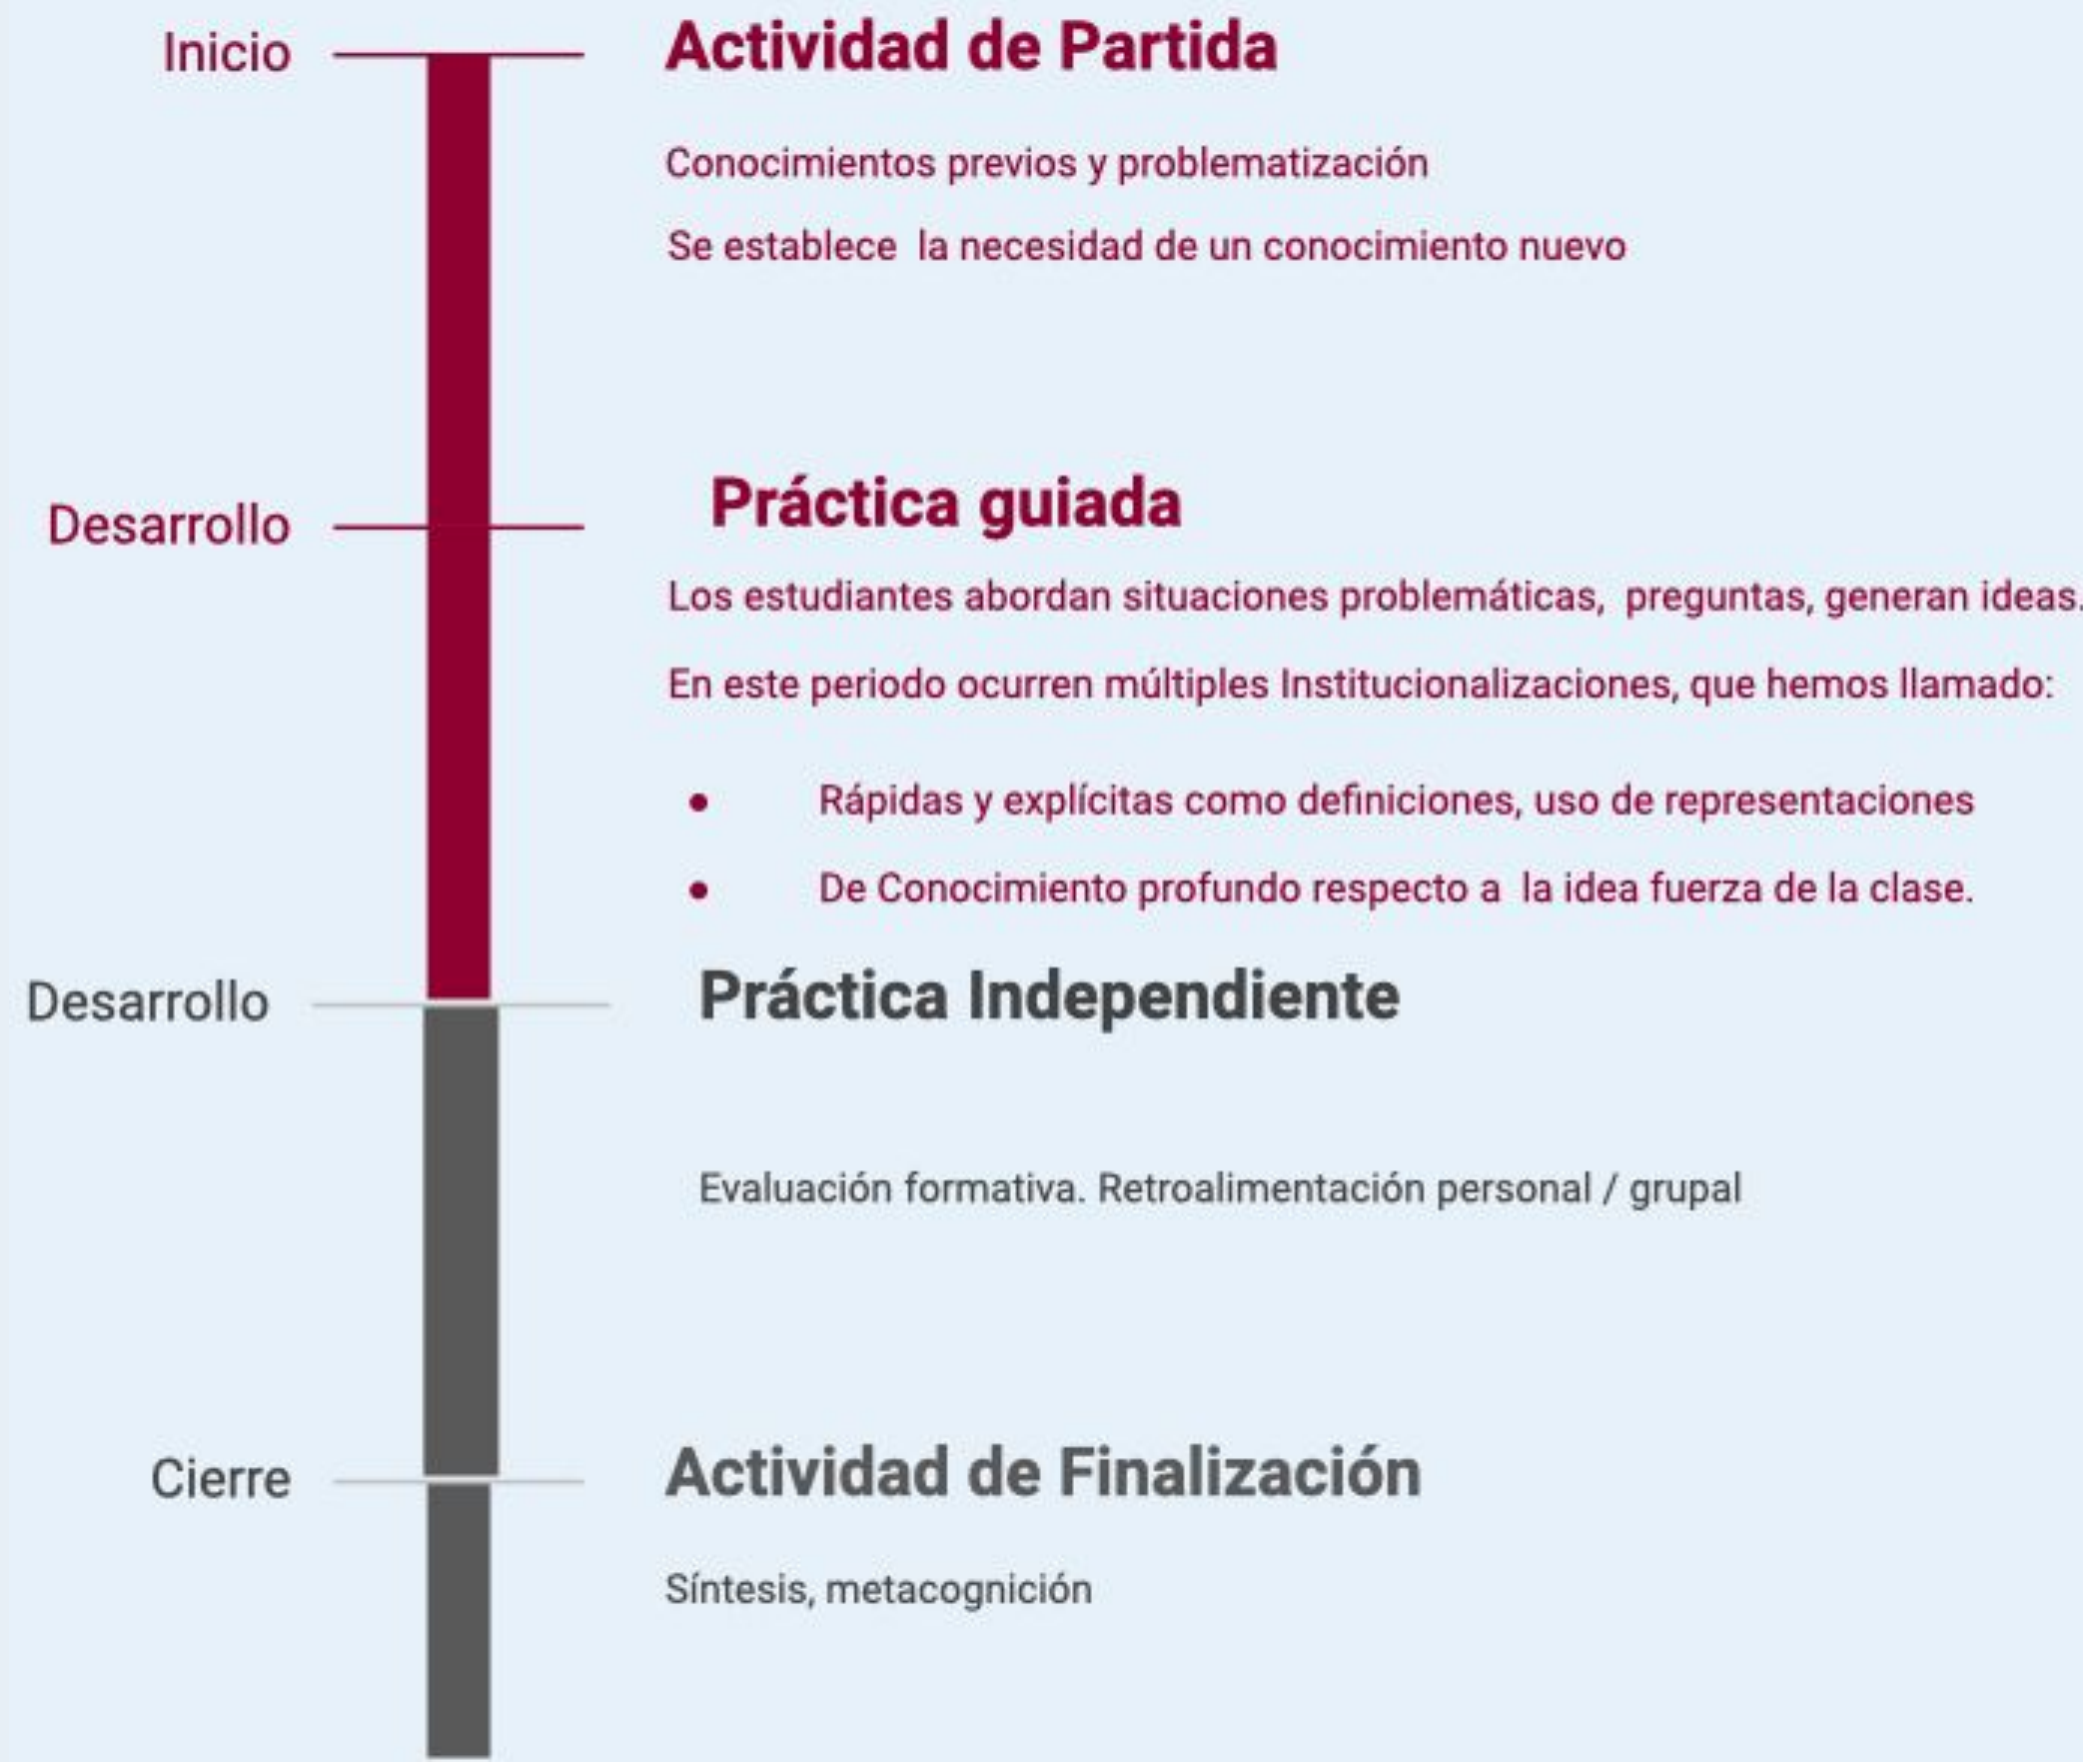 Inicio
Actividad de Partida
Conocimientos previos y problematización
Se establece  la necesidad de un conocimiento nuevo
Desarrollo
Práctica guiada
Los estudiantes abordan situaciones problemáticas,  preguntas, generan ideas.
En este periodo ocurren múltiples Institucionalizaciones, que hemos llamado:
● Rápidas y explícitas como definiciones, uso de representaciones
● De Conocimiento profundo respecto a  la idea fuerza de la clase.
Desarrollo
Práctica Independiente
Evaluación formativa. Retroalimentación personal / grupal
Cierre
Actividad de Finalización
Síntesis, metacognición